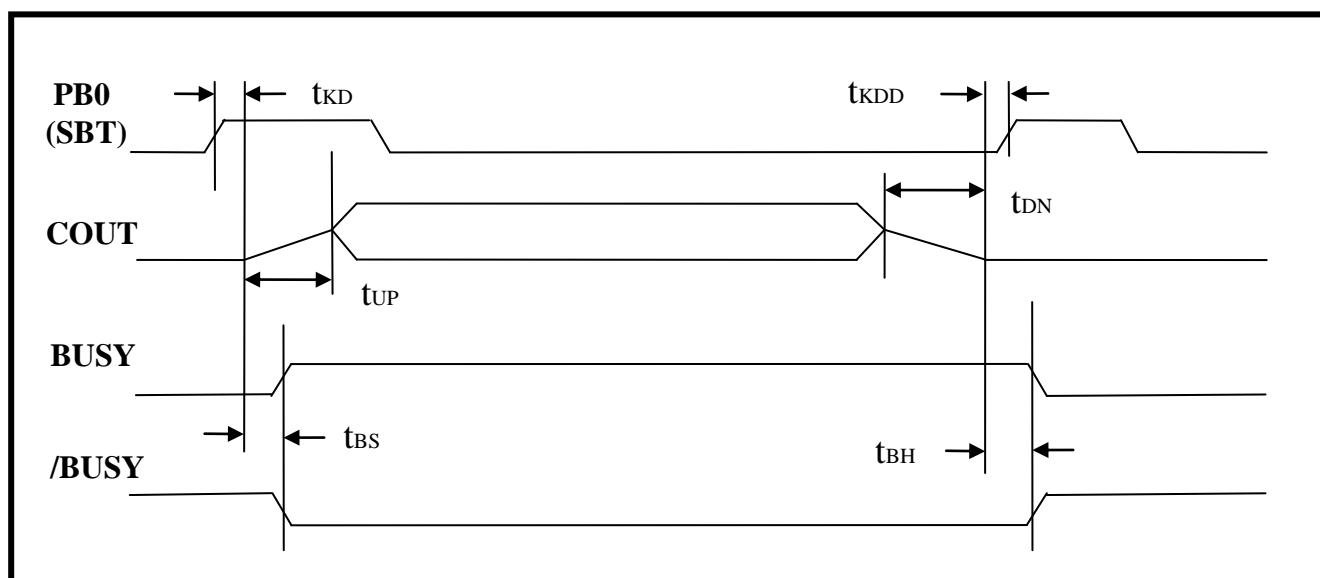 PB0
(SBT)
tKD
tKDD
COUT
tDN
tUP
BUSY
tBS
tBH
/BUSY